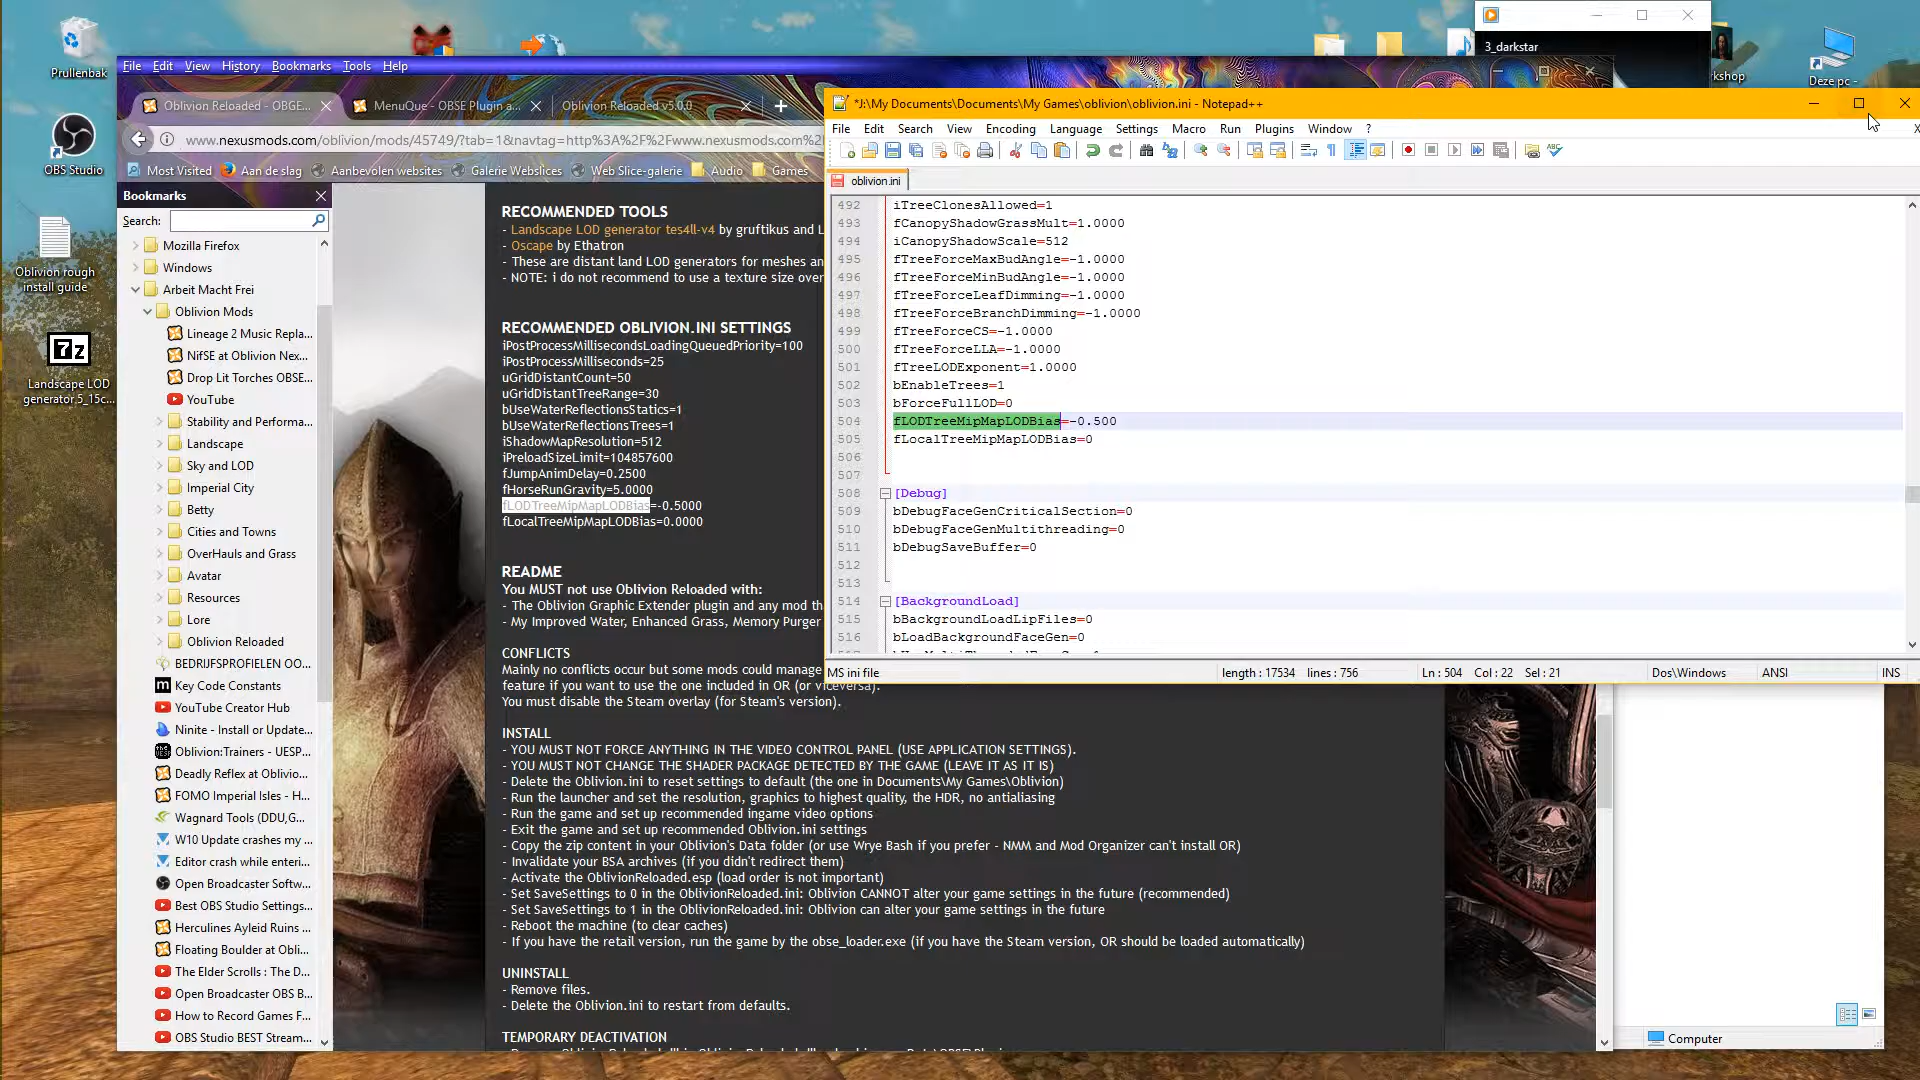 Prullenbak
OBS Studio
Oblivion rough
install guide
Landscape LOD
generator 5_15c...
3_darkstar
Deze pc -
File Edit View History Bookmarks Tools Help
Oblivion Reloaded - OBGE...
MenuQue - OBSE Plugin a...
Oblivion Reloaded v5.0.0
www.nexusmods.com/oblivion/mods/45749/?tab=1&navtag=http%3A%2F%2Fwww.nexusmods.com%2
Most Visited Aan de slag Aanbevolen websites Galerie Webslices Web Slice-galerie Audio Games
Bookmarks
Search:
Mozilla Firefox
Windows
Arbeit Macht Frei
Oblivion Mods
Lineage 2 Music Repla...
NifSE at Oblivion Nex...
Drop Lit Torches OBSE...
YouTube
Stability and Performa...
Landscape
Sky and LOD
Imperial City
Betty
Cities and Towns
OverHauls and Grass
Avatar
Resources
Lore
Oblivion Reloaded
BEDRIJFSPROFIELEN OO...
Key Code Constants
YouTube Creator Hub
Ninite - Install or Update...
Oblivion:Trainers - UESP...
Deadly Reflex at Oblivio...
FOMO Imperial Isles - H...
Wagnard Tools (DDU,G...
W10 Update crashes my ...
Editor crash while enteri...
Open Broadcaster Softw...
Best OBS Studio Settings...
Herculines Ayleid Ruins ...
Floating Boulder at Obli...
The Elder Scrolls : The D...
Open Broadcaster OBS B...
How to Record Games F...
OBS Studio BEST Stream...
RECOMMENDED TOOLS
- Landscape LOD generator tes4ll-v4 by gruftikus and L
- Oscape by Ethatron
- These are distant land LOD generators for meshes an
- NOTE: i do not recommend to use a texture size over
RECOMMENDED OBLIVION.INI SETTINGS
iPostProcessMillisecondsLoadingQueuedPriority=100
iPostProcessMilliseconds=25
uGridDistantCount=50
uGridDistantTreeRange=30
bUseWaterReflectionsStatics=1
bUseWaterReflectionsTrees=1
iShadowMapResolution=512
iPreloadSizeLimit=104857600
fJumpAnimDelay=0.2500
fHorseRunGravity=5.0000
fLODTreeMipMapLODBias=-0.5000
fLocalTreeMipMapLODBias=0.0000
README
You MUST not use Oblivion Reloaded with:
- The Oblivion Graphic Extender plugin and any mod th
- My Improved Water, Enhanced Grass, Memory Purger
CONFLICTS
Mainly no conflicts occur but some mods could manage
feature if you want to use the one included in OR (or viceversa).
You must disable the Steam overlay (for Steam's version).
INSTALL
- YOU MUST NOT FORCE ANYTHING IN THE VIDEO CONTROL PANEL (USE APPLICATION SETTINGS).
- YOU MUST NOT CHANGE THE SHADER PACKAGE DETECTED BY THE GAME (LEAVE IT AS IT IS)
- Delete the Oblivion.ini to reset settings to default (the one in Documents\My Games\Oblivion)
- Run the launcher and set the resolution, graphics to highest quality, the HDR, no antialiasing
- Run the game and set up recommended ingame video options
- Exit the game and set up recommended Oblivion.ini settings
- Copy the zip content in your Oblivion's Data folder (or use Wrye Bash if you prefer - NMM and Mod Organizer can't install OR)
- Invalidate your BSA archives (if you didn't redirect them)
- Activate the OblivionReloaded.esp (load order is not important)
- Set SaveSettings to 0 in the OblivionReloaded.ini: Oblivion CANNOT alter your game settings in the future (recommended)
- Set SaveSettings to 1 in the OblivionReloaded.ini: Oblivion can alter your game settings in the future
- Reboot the machine (to clear caches)
- If you have the retail version, run the game by the obse_loader.exe (if you have the Steam version, OR should be loaded automatically)
UNINSTALL
- Remove files.
- Delete the Oblivion.ini to restart from defaults.
TEMPORARY DEACTIVATION
*J:\My Documents\Documents\My Games\oblivion\oblivion.ini - Notepad++
File Edit Search View Encoding Language Settings Macro Run Plugins Window ? X
oblivion.ini
492 iTreeClonesAllowed=1
493 fCanopyShadowGrassMult=1.0000
494 iCanopyShadowScale=512
495 fTreeForceMaxBudAngle=-1.0000
496 fTreeForceMinBudAngle=-1.0000
497 fTreeForceLeafDimming=-1.0000
498 fTreeForceBranchDimming=-1.0000
499 fTreeForceCS=-1.0000
500 fTreeForceLLA=-1.0000
501 fTreeLODExponent=1.0000
502 bEnableTrees=1
503 bForceFullLOD=0
504 fLODTreeMipMapLODBias=-0.500
505 fLocalTreeMipMapLODBias=0
506
507
508 [Debug]
509 bDebugFaceGenCriticalSection=0
510 bDebugFaceGenMultithreading=0
511 bDebugSaveBuffer=0
512
513
514 [BackgroundLoad]
515 bBackgroundLoadLipFiles=0
516 bLoadBackgroundFaceGen=0
MS ini file length : 17534 lines : 756 Ln : 504 Col : 22 Sel : 21 Dos\Windows ANSI INS
Computer